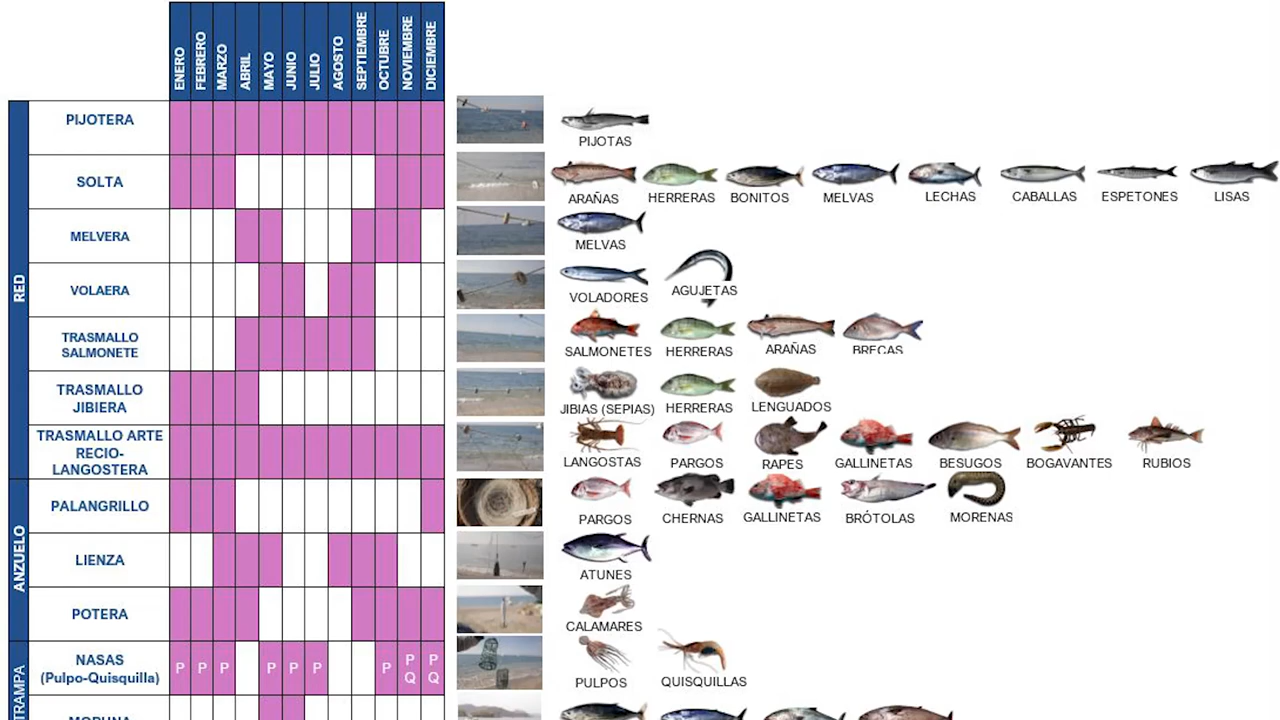 ENERO
FEBRERO
MARZO
ABRIL
MAYO
JUNIO
JULIO
AGOSTO
SEPTIEMBRE
OCTUBRE
NOVIEMBRE
DICIEMBRE
RED
PIJOTERA
PIJOTAS
SOLTA
ARAÑAS HERRERAS BONITOS MELVAS LECHAS CABALLAS ESPETONES LISAS
MELVERA
MELVAS
VOLAERA
VOLADORES AGUJETAS
TRASMALLO
SALMONETE
SALMONETES HERRERAS ARAÑAS BRECAS
TRASMALLO
JIBIERA
JIBIAS (SEPIAS) HERRERAS LENGUADOS
TRASMALLO ARTE
RECIO-
LANGOSTERA
LANGOSTAS PARGOS RAPES GALLINETAS BESUGOS BOGAVANTES RUBIOS
ANZUELO
PALANGRILLO
PARGOS CHERNAS GALLINETAS BRÓTOLAS MORENAS
LIENZA
ATUNES
POTERA
CALAMARES
TRAMPA
NASAS
(Pulpo-Quisquilla)
P P P P P P P P P
Q Q
PULPOS QUISQUILLAS